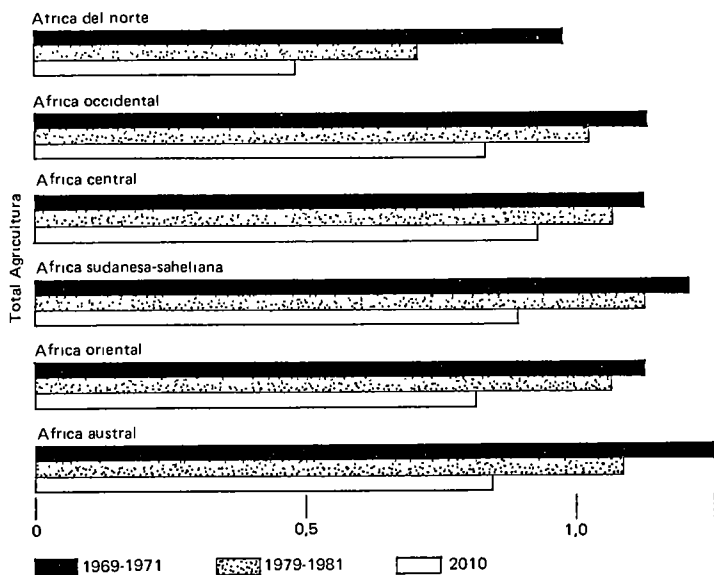 Africa del norte
Africa occidental
Africa central
Africa sudanesa-saheliana
Africa oriental
Africa austral
Total Agricultura
0 0,5 1,0
1969-1971 1979-1981 2010